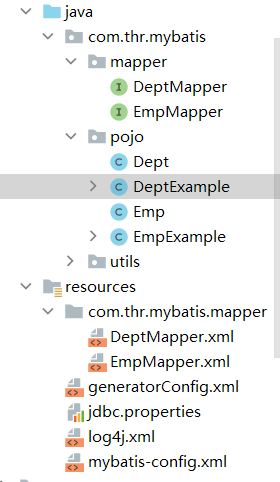 java
com.thr.mybatis
mapper
DeptMapper
EmpMapper
pojo
Dept
DeptExample
Emp
EmpExample
utils
resources
com.thr.mybatis.mapper
DeptMapper.xml
EmpMapper.xml
generatorConfig.xml
jdbc.properties
log4j.xml
mybatis-config.xml